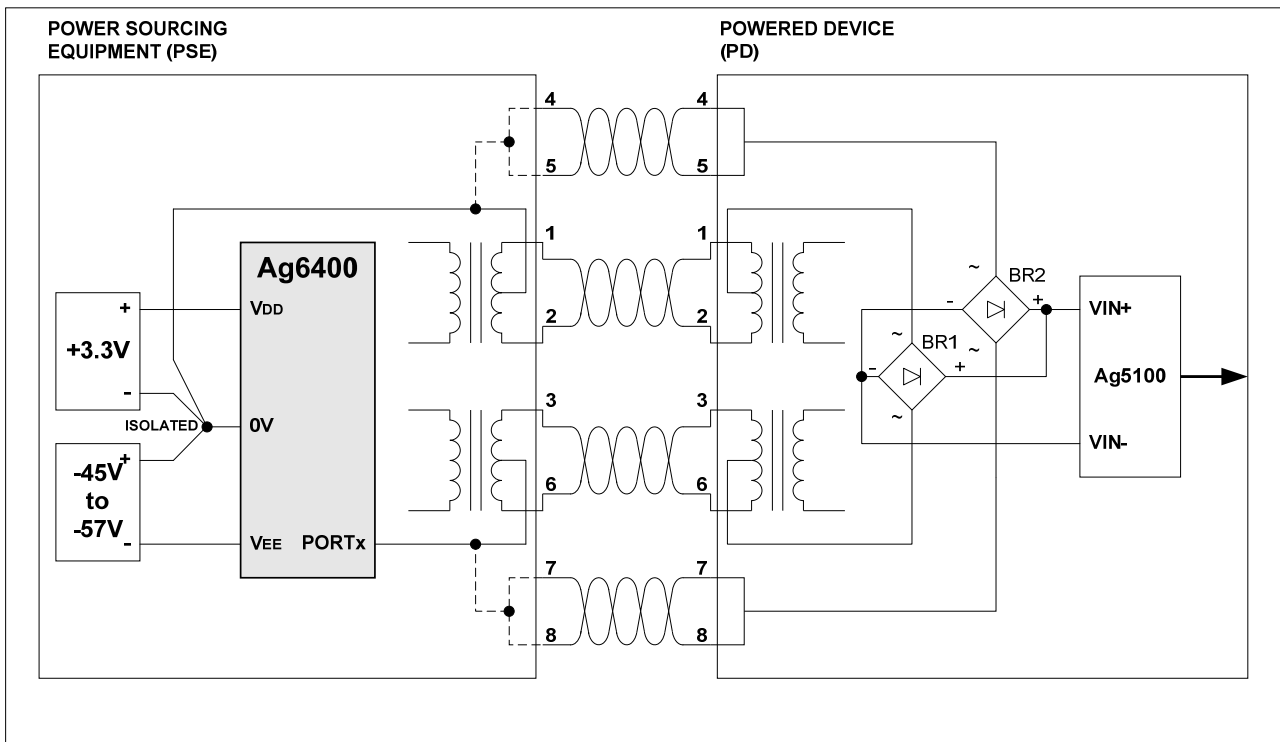 POWER SOURCING
EQUIPMENT (PSE)
POWERED DEVICE
(PD)
4
4
5
5
1
1
Ag6400
~
BR2
+
VDD
2
2
-
+
VIN+
+3.3V
~
BR1
~
-
+
Ag5100
-
3
3
ISOLATED
0V
~
+
VIN-
-45V
to
-57V
6
6
-
VEE
PORTx
7
7
8
8